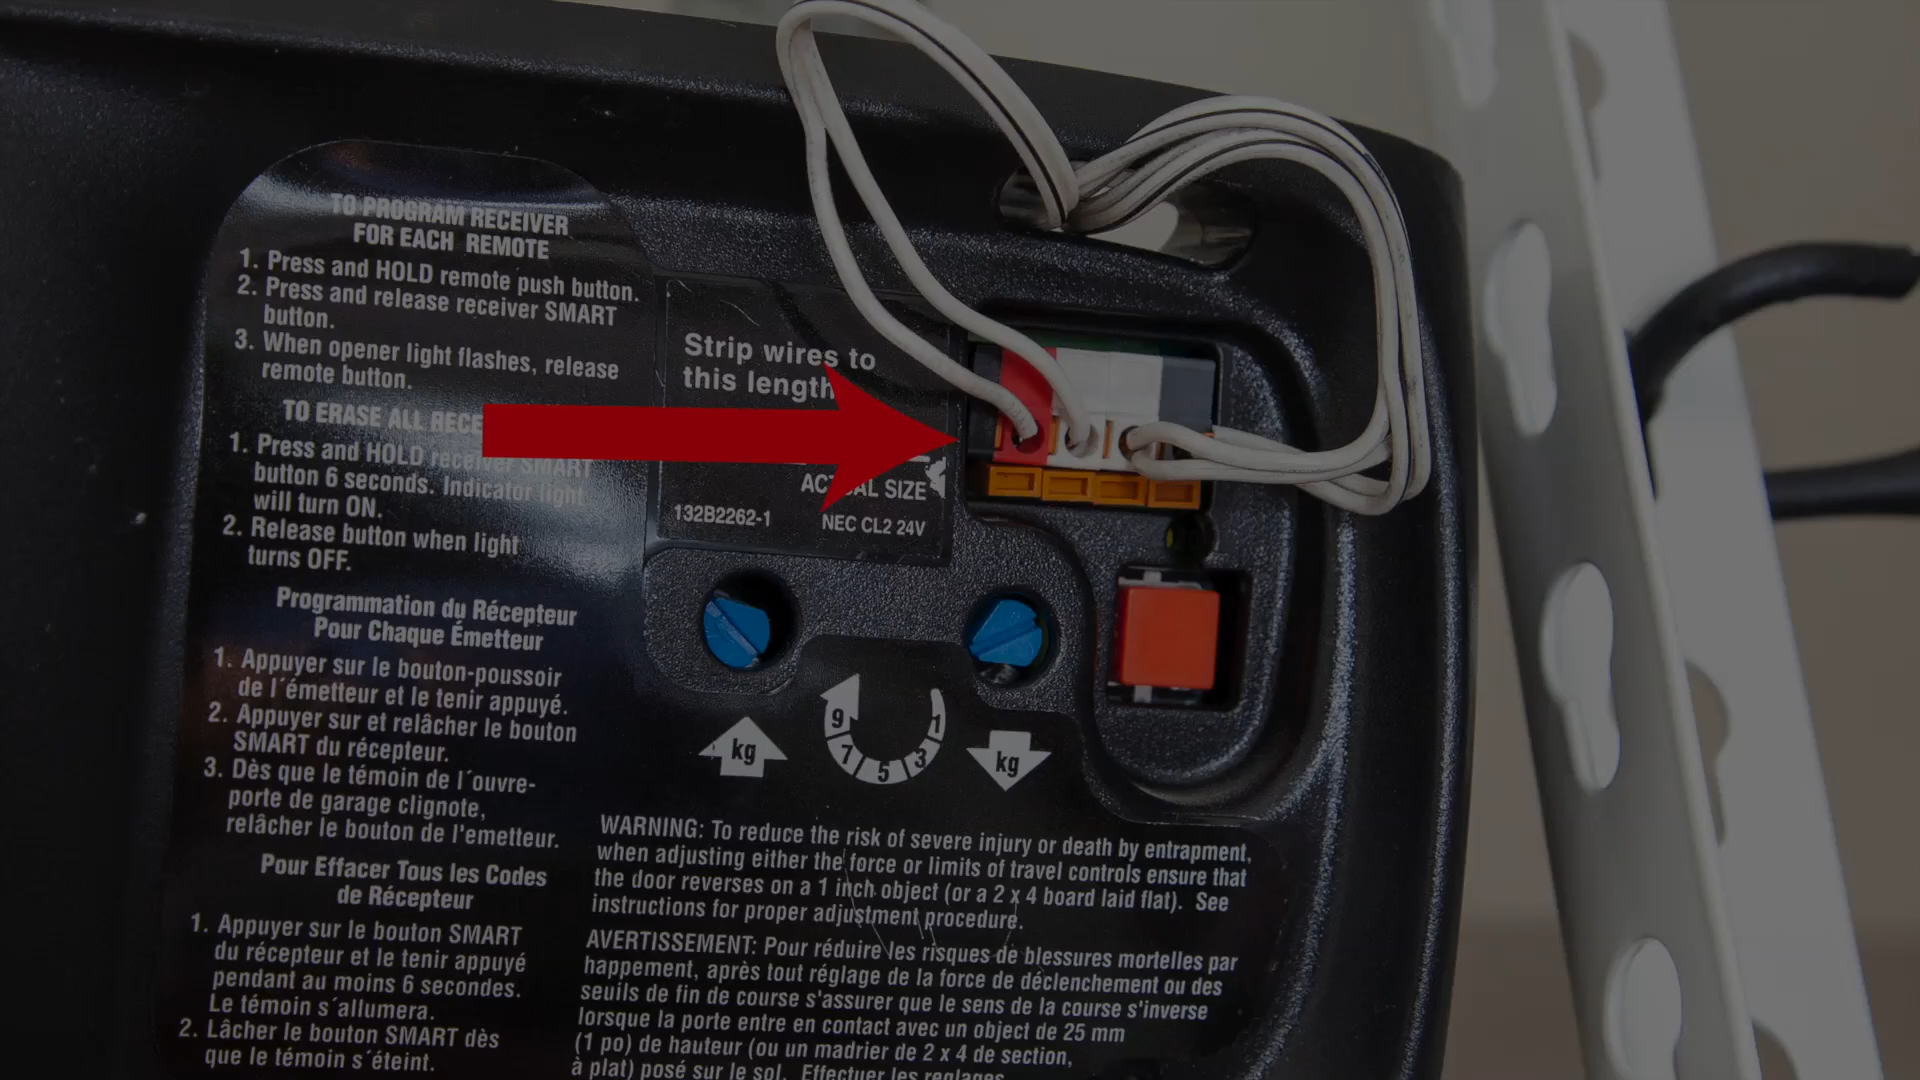 TO PROGRAM RECEIVER
FOR EACH REMOTE
1. Press and HOLD remote push button.
2. Press and release receiver SMART
button.
3. When opener light flashes, release
remote button.
TO ERASE ALL
1. Press and HOLD receiver SMART
button 6 seconds. Indicator light
will turn ON.
2. Release button when light
turns OFF.
Programmation du Récepteur
Pour Chaque Émetteur
1. Appuyer sur le bouton-poussoir
de l´émetteur et le tenir appuyé.
2. Appuyer sur et relâcher le bouton
SMART du récepteur.
3. Dès que le témoin de l´ouvre-
porte de garage clignote,
relâcher le bouton de l'emetteur.
Pour Effacer Tous les Codes
de Récepteur
1. Appuyer sur le bouton SMART
du récepteur et le tenir appuyé
pendant au moins 6 secondes.
Le témoin s´allumera.
2. Lâcher le bouton SMART dès
que le témoin s´éteint.
Strip wires to
this length
ACTUAL SIZE
132B2262-1 NEC CL2 24V
kg
9 7 5 3 1
kg
WARNING: To reduce the risk of severe injury or death by entrapment,
when adjusting either the force or limits of travel controls ensure that
the door reverses on a 1 inch object (or a 2 x 4 board laid flat). See
instructions for proper adjustment procedure.
AVERTISSEMENT: Pour réduire les risques de blessures mortelles par
happement, après tout réglage de la force de déclenchement ou des
seuils de fin de course s'assurer que le sens de la course s'inverse
lorsque la porte entre en contact avec un object de 25 mm
(1 po) de hauteur (ou un madrier de 2 x 4 de section,
à plat) posé sur le sol. Effectuer les reglages